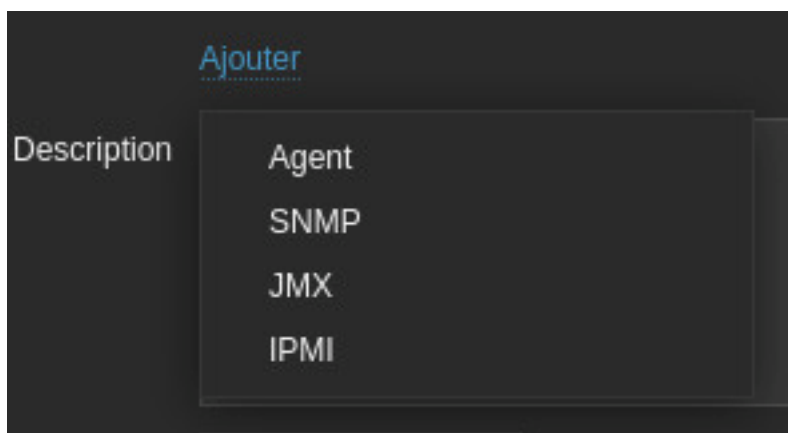 Ajouter
Description
Agent
SNMP
JMX
IPMI